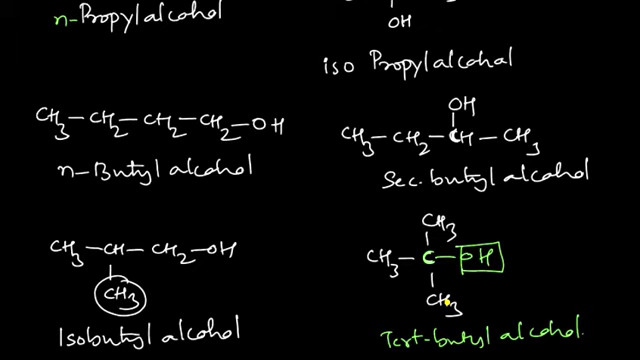 n-Propylalcohol
OH
iso Propylalcohol
CH3-CH2-CH2-CH2-OH
n-Butyl alcohol
OH
CH3-CH2-CH-CH3
Sec. butyl alcohol
CH3-CH-CH2-OH
CH3
Isobutyl alcohol
CH3
CH3-C-OH
CH3
Tert-butyl alcohol.